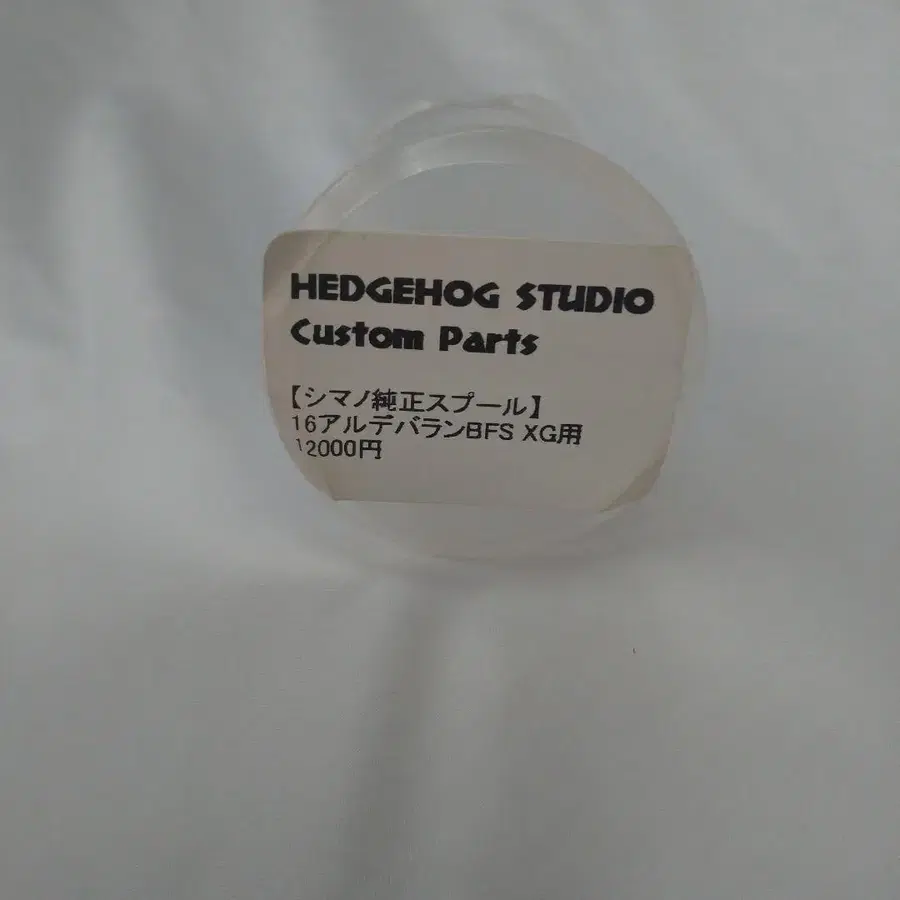 HEDGEHOG STUDIO
Custom Parts
【シマノ純正スプール】
16アルデバランBFS XG用
12000円